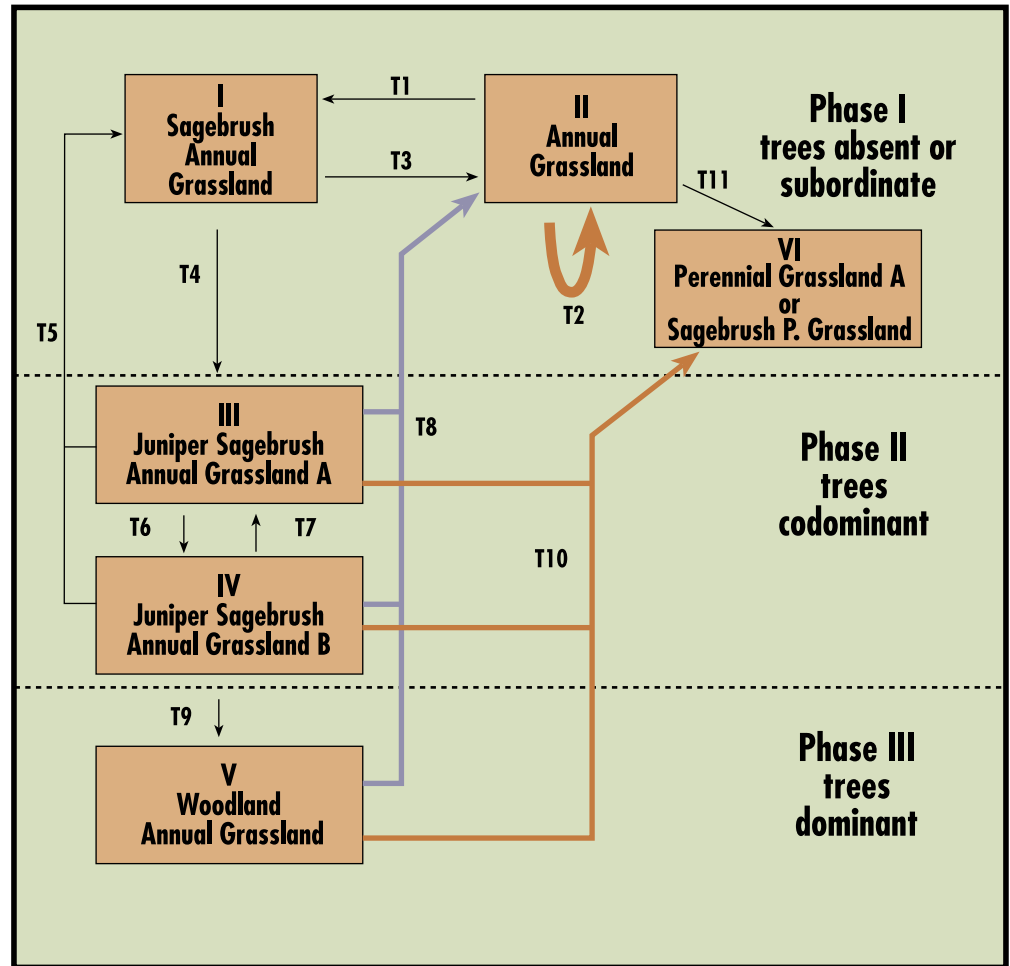 I
Sagebrush
Annual
Grassland
T1
T3
II
Annual
Grassland
Phase I
trees absent or
subordinate
T11
T4
T2
VI
Perennial Grassland A
or
Sagebrush P. Grassland
T5
III
Juniper Sagebrush
Annual Grassland A
T8
Phase II
trees
codominant
T6
T7
T10
IV
Juniper Sagebrush
Annual Grassland B
T9
V
Woodland
Annual Grassland
Phase III
trees
dominant